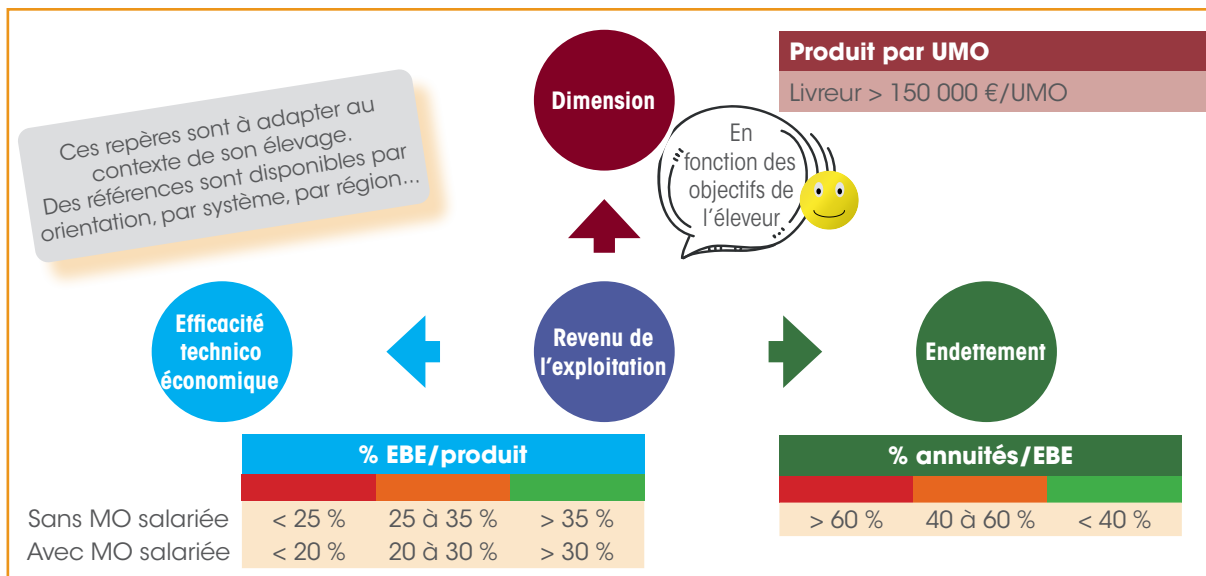 Ces repères sont à adapter au
contexte de son élevage.
Des références sont disponibles par
orientation, par système, par région...
Dimension
Produit par UMO
Livreur > 150 000 €/UMO
En
fonction des
objectifs de
l'éleveur
Efficacité
technico
économique
Revenu de
l'exploitation
Endettement
% EBE/produit
Sans MO salariée < 25 % 25 à 35 % > 35 %
Avec MO salariée < 20 % 20 à 30 % > 30 %
% annuités/EBE
> 60 % 40 à 60 % < 40 %